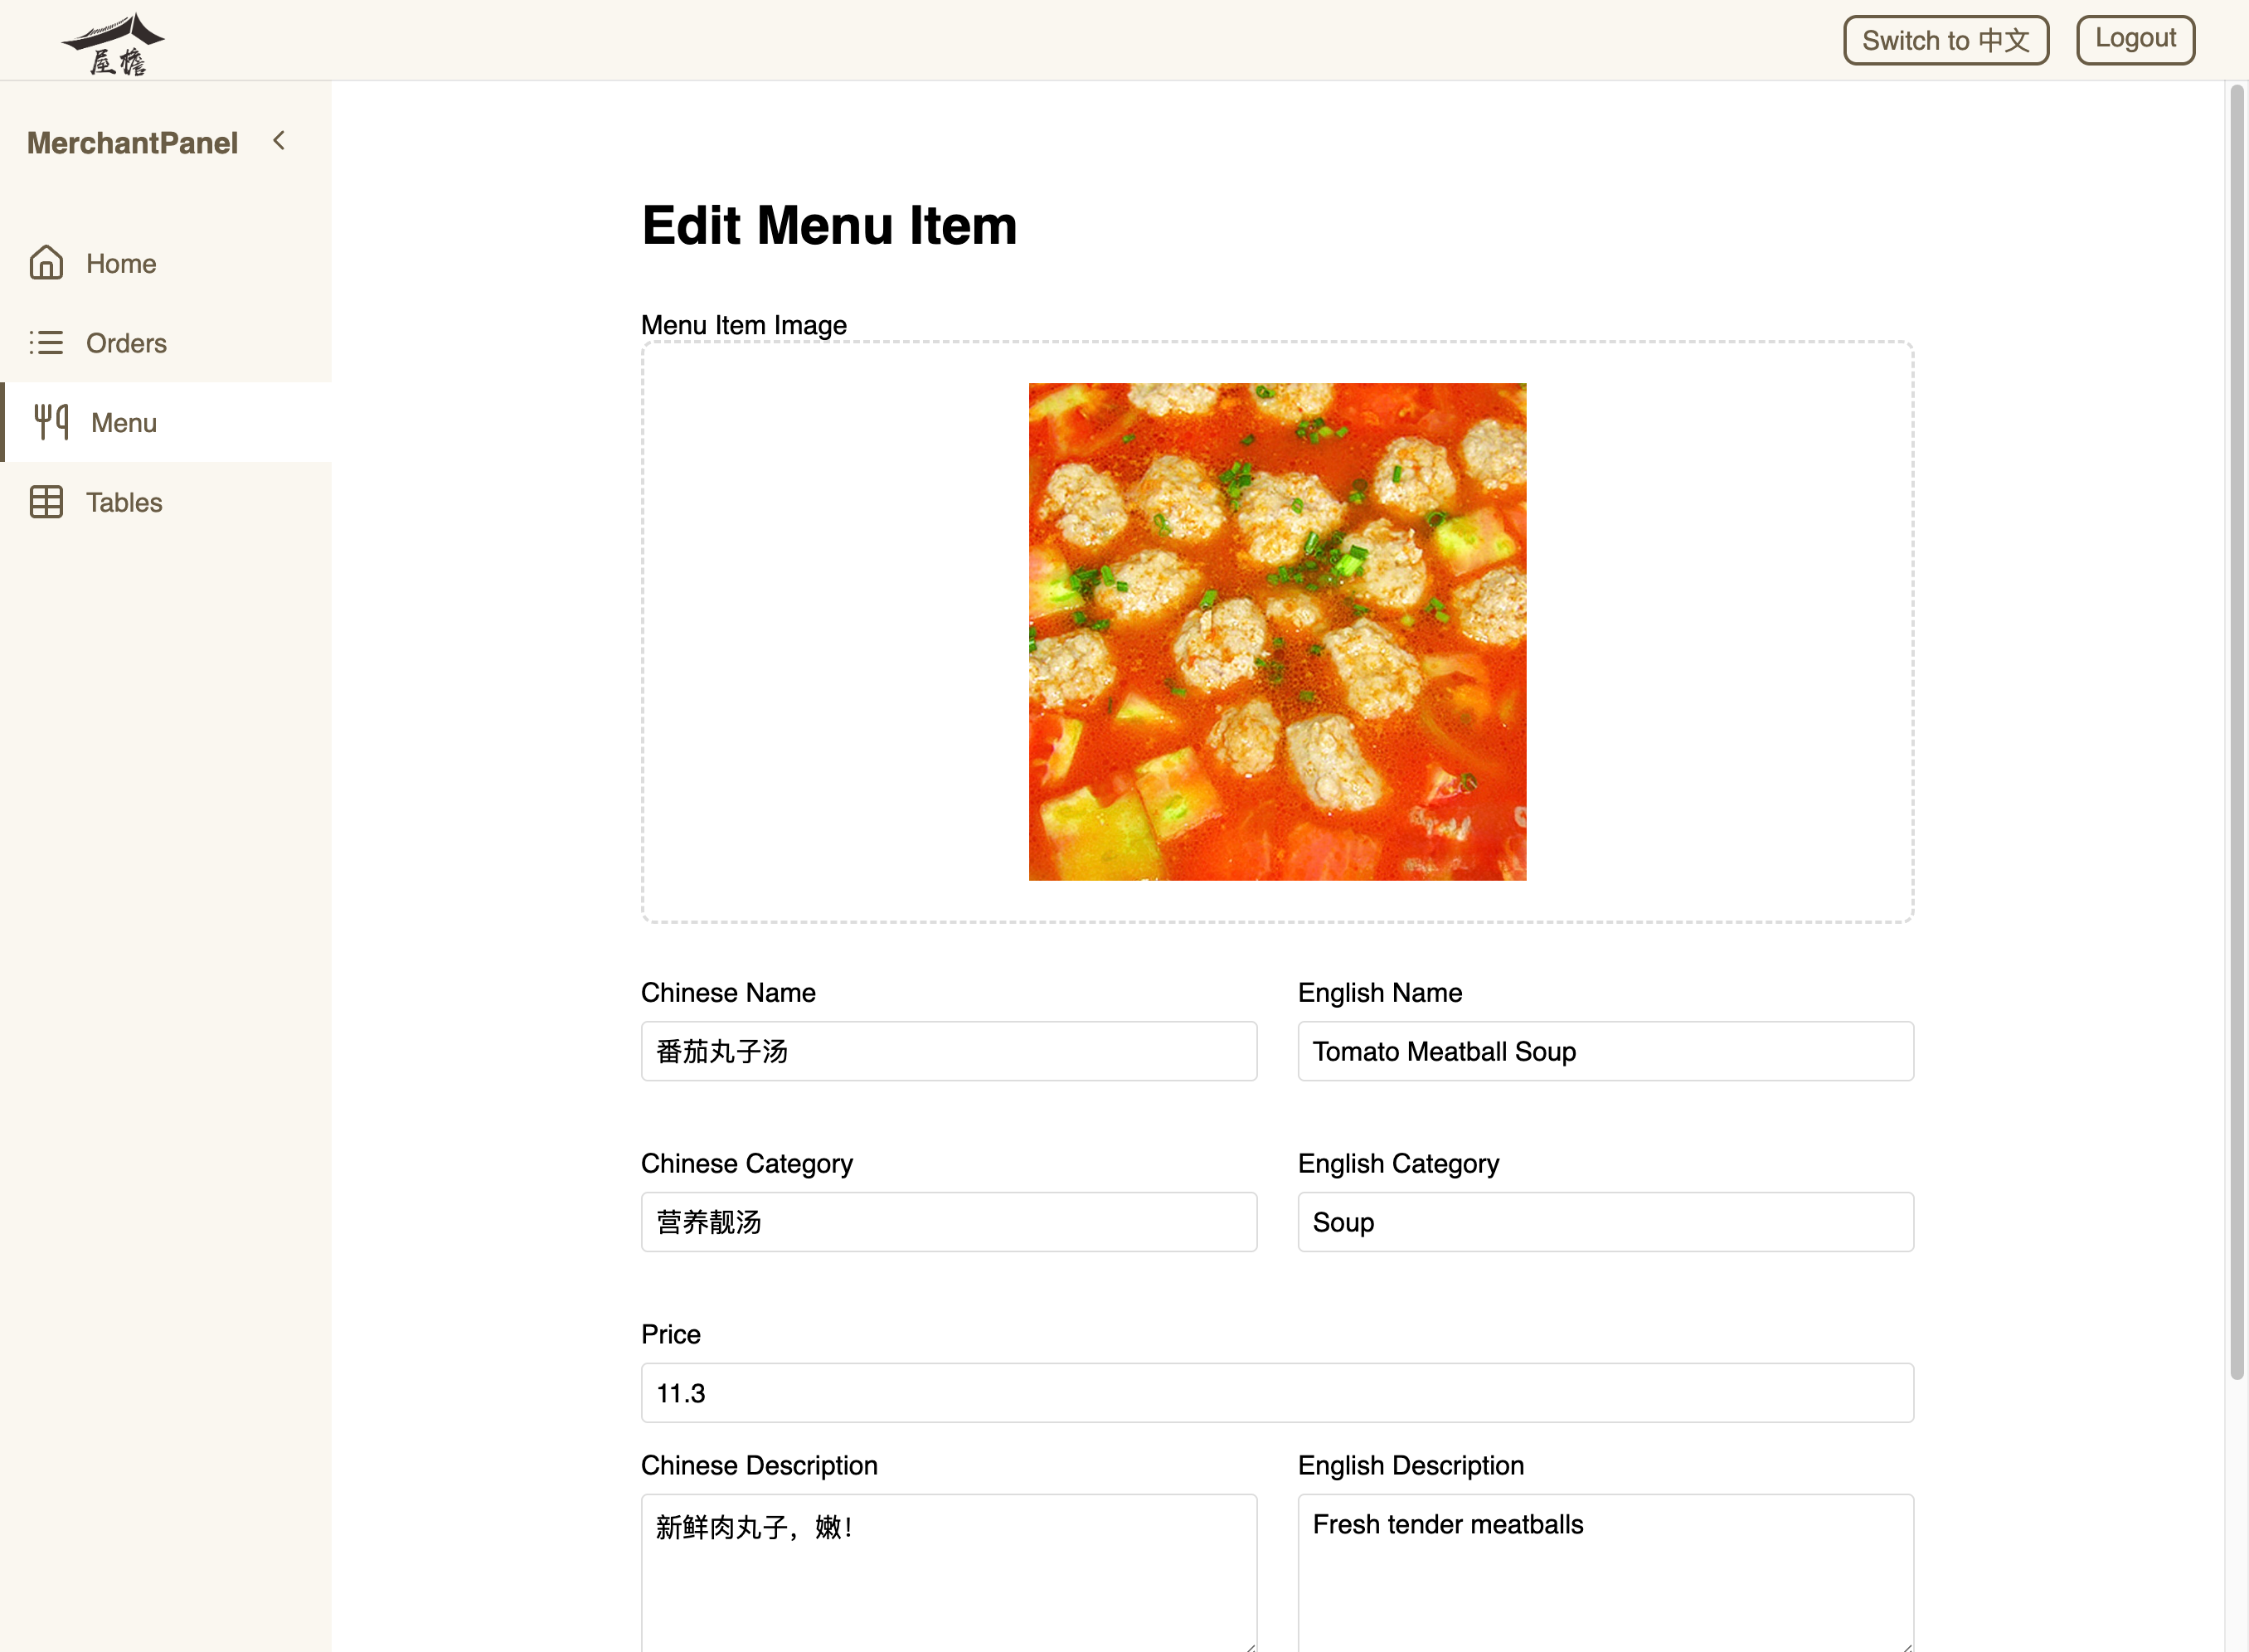 屋檐
Switch to 中文
Logout
MerchantPanel
Home
Orders
Menu
Tables
Edit Menu Item
Menu Item Image
Chinese Name
English Name
番茄丸子汤
Tomato Meatball Soup
Chinese Category
English Category
营养靓汤
Soup
Price
11.3
Chinese Description
English Description
新鲜肉丸子，嫩！
Fresh tender meatballs